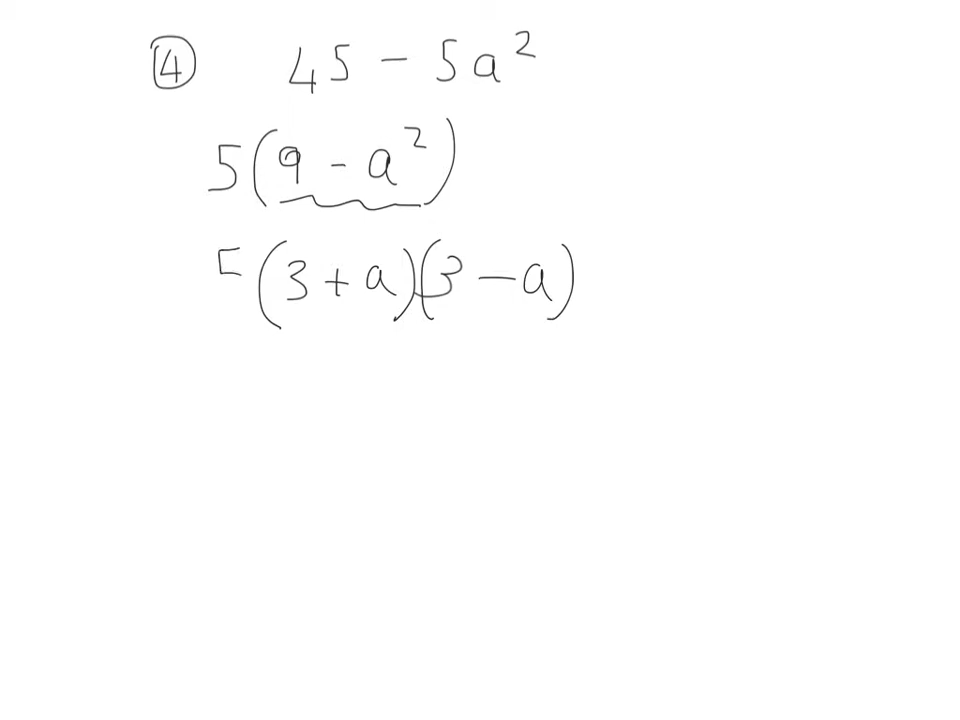 ④ 45 - 5a²
5(9 - a²)
5(3 + a)(3 - a)